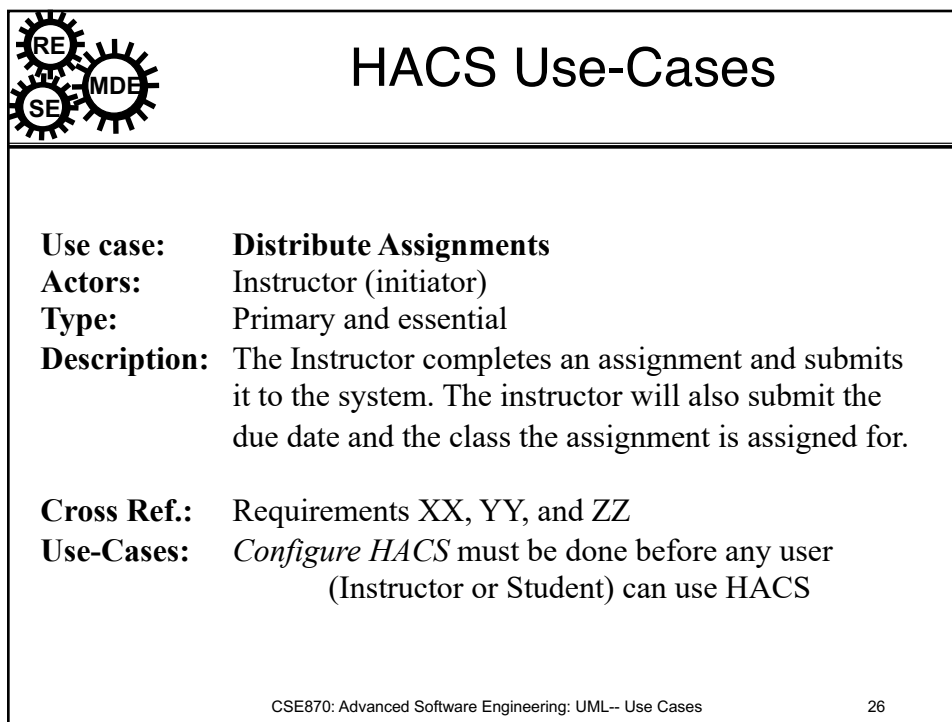 RE
MDE
SE
HACS Use-Cases
Use case: Distribute Assignments
Actors: Instructor (initiator)
Type: Primary and essential
Description: The Instructor completes an assignment and submits
it to the system. The instructor will also submit the
due date and the class the assignment is assigned for.
Cross Ref.: Requirements XX, YY, and ZZ
Use-Cases: Configure HACS must be done before any user
(Instructor or Student) can use HACS
CSE870: Advanced Software Engineering: UML-- Use Cases 26